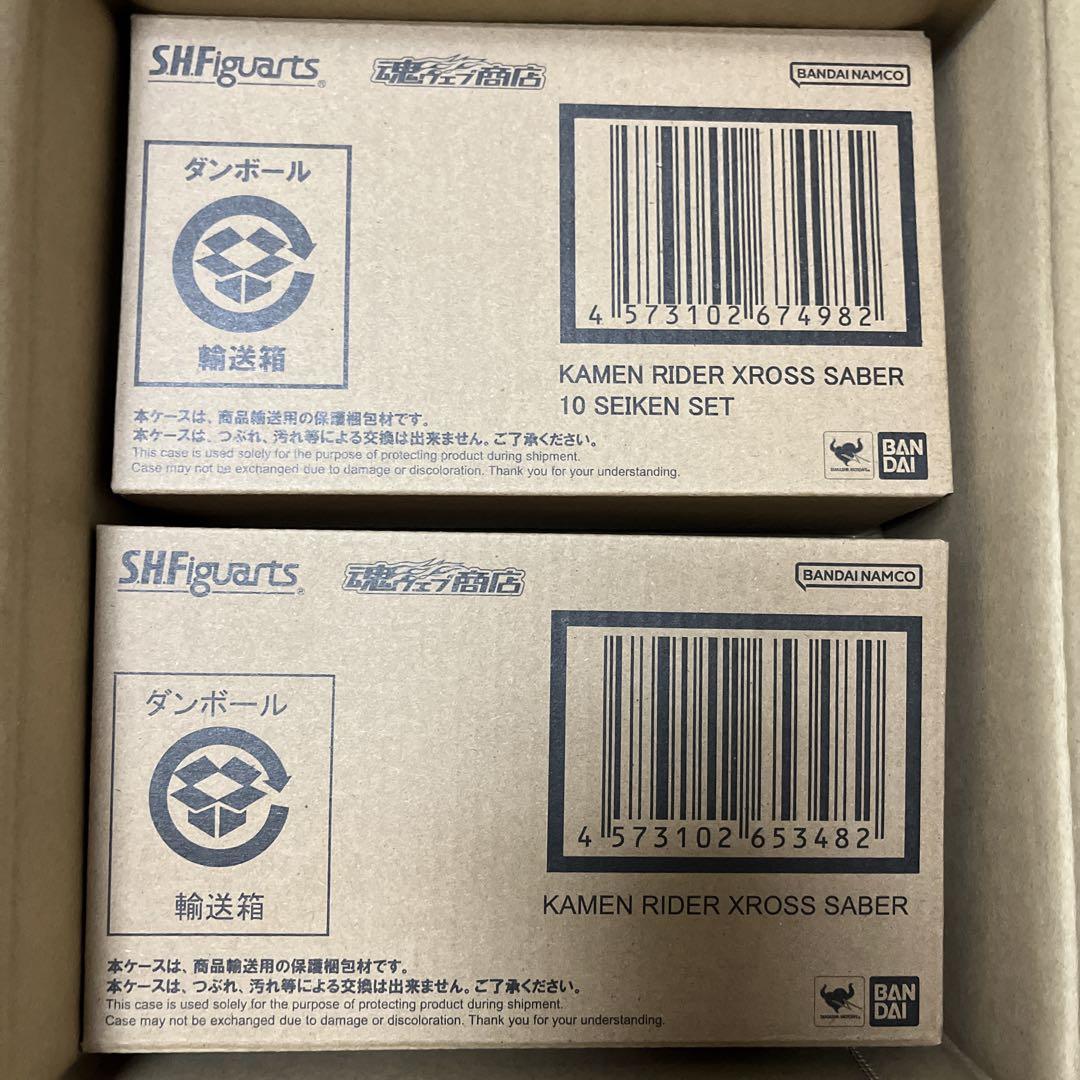 S.H.Figuarts®
魂ウェブ商店
BANDAI NAMCO
ダンボール
輸送箱
4 573102 674982
KAMEN RIDER XROSS SABER
10 SEIKEN SET
本ケースは、商品輸送用の保護梱包材です。
本ケースは、つぶれ、汚れ等による交換は出来ません。ご了承ください。
This case is used solely for the purpose of protecting product during shipment.
Case may not be exchanged due to damage or discoloration. Thank you for your understanding.
BAN
DAI
S.H.Figuarts®
魂ウェブ商店
BANDAI NAMCO
ダンボール
輸送箱
4 573102 653482
KAMEN RIDER XROSS SABER
本ケースは、商品輸送用の保護梱包材です。
本ケースは、つぶれ、汚れ等による交換は出来ません。ご了承ください。
This case is used solely for the purpose of protecting product during shipment.
Case may not be exchanged due to damage or discoloration. Thank you for your understanding.
BAN
DAI